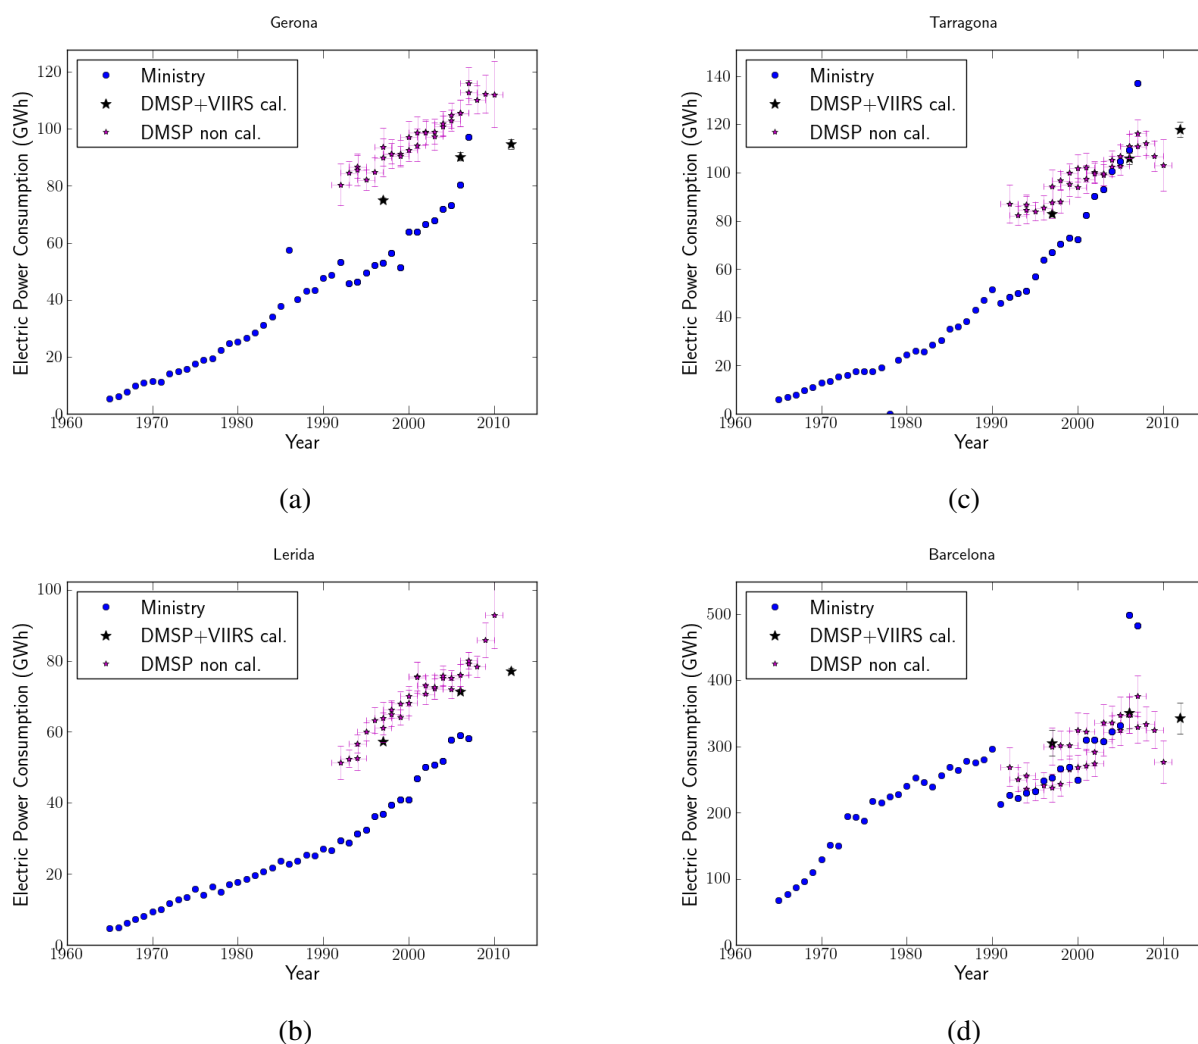 Gerona
Electric Power Consumption (GWh)
120
100
80
60
40
20
0
Ministry
DMSP+VIIRS cal.
DMSP non cal.
1960 1970 1980 1990 2000 2010
Year
(a)
Tarragona
Electric Power Consumption (GWh)
140
120
100
80
60
40
20
0
Ministry
DMSP+VIIRS cal.
DMSP non cal.
1960 1970 1980 1990 2000 2010
Year
(c)
Lerida
Electric Power Consumption (GWh)
100
80
60
40
20
0
Ministry
DMSP+VIIRS cal.
DMSP non cal.
1960 1970 1980 1990 2000 2010
Year
(b)
Barcelona
Electric Power Consumption (GWh)
500
400
300
200
100
0
Ministry
DMSP+VIIRS cal.
DMSP non cal.
1960 1970 1980 1990 2000 2010
Year
(d)